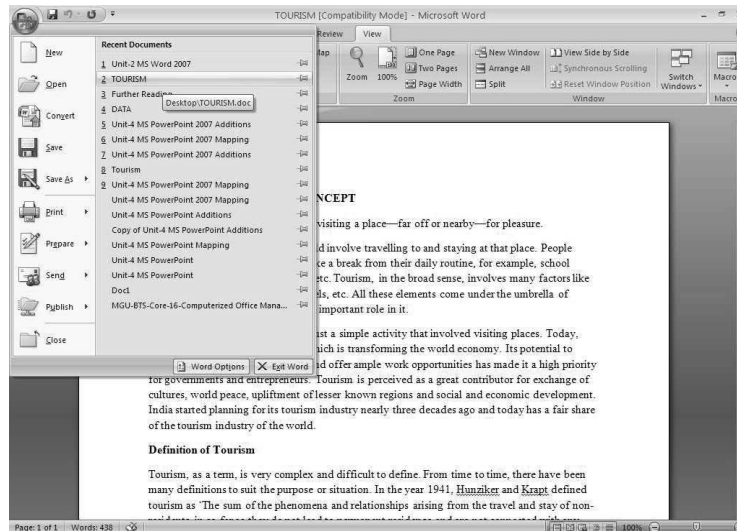 TOURISM [Compatibility Mode] - Microsoft Word
Review View
New
Open
Convert
Save
Save As
Print
Prepare
Send
Publish
Close
Recent Documents
1 Unit-2 MS Word 2007
2 TOURISM
3 Further Reading
Desktop\TOURISM.doc
4 DATA
5 Unit-4 MS PowerPoint 2007 Additions
6 Unit-4 MS PowerPoint 2007 Mapping
7 Unit-4 MS PowerPoint 2007 Additions
8 Tourism
9 Unit-4 MS PowerPoint 2007 Mapping
Unit-4 MS PowerPoint 2007 Mapping
Unit-4 MS PowerPoint Additions
Copy of Unit-4 MS PowerPoint Additions
Unit-4 MS PowerPoint Mapping
Unit-4 MS PowerPoint
Unit-4 MS PowerPoint
Doc1
MGU-BTS-Core-16-Computerized Office Mana...
Word Options Exit Word
Map
Zoom 100%
One Page
Two Pages
Page Width
Zoom
New Window
Arrange All
Split
View Side by Side
Synchronous Scrolling
Reset Window Position
Window
Switch
Windows
Macro
Macro
NCEPT
visiting a place—far off or nearby—for pleasure.
d involve travelling to and staying at that place. People
ke a break from their daily routine, for example, school
etc. Tourism, in the broad sense, involves many factors like
ls, etc. All these elements come under the umbrella of
important role in it.
ust a simple activity that involved visiting places. Today,
hich is transforming the world economy. Its potential to
nd offer ample work opportunities has made it a high priority
for governments and entrepreneurs. Tourism is perceived as a great contributor for exchange of
cultures, world peace, upliftment of lesser known regions and social and economic development.
India started planning for its tourism industry nearly three decades ago and today has a fair share
of the tourism industry of the world.
Definition of Tourism
Tourism, as a term, is very complex and difficult to define. From time to time, there have been
many definitions to suit the purpose or situation. In the year 1941, Hunziker and Krapt defined
tourism as 'The sum of the phenomena and relationships arising from the travel and stay of non-
Page: 1 of 1 Words: 438 100%